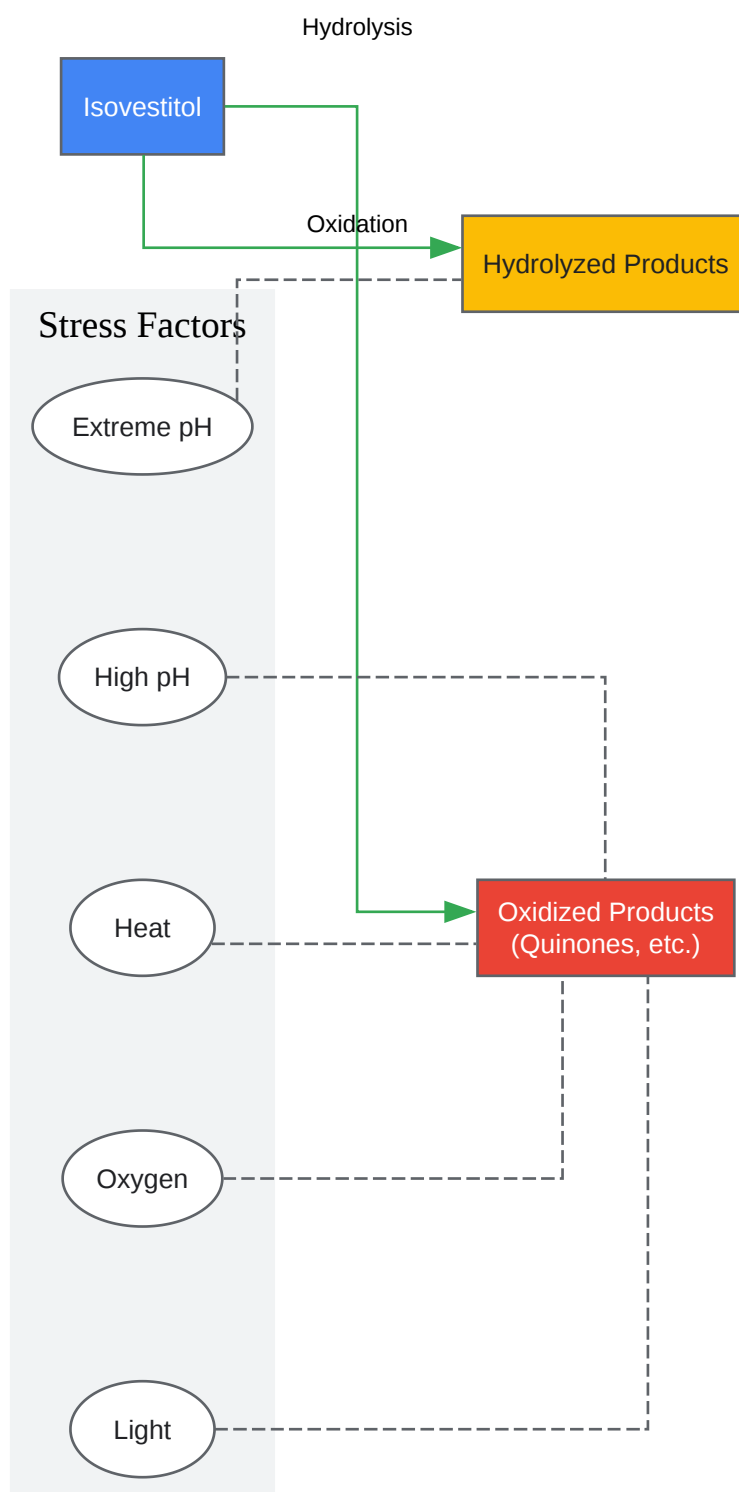 Hydrolysis
Isovestitol
Oxidation
Hydrolyzed Products
Stress Factors
Extreme pH
High pH
Heat
Oxidized Products
(Quinones, etc.)
Oxygen
Light